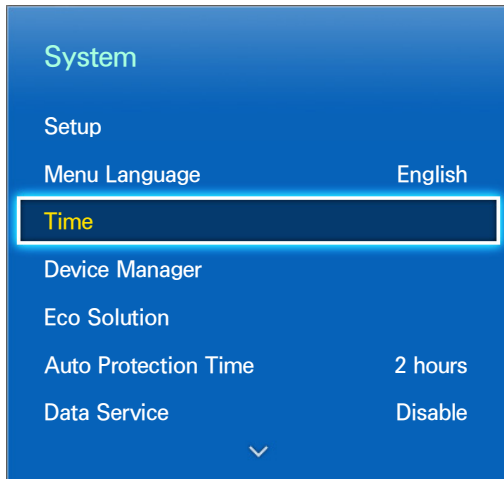 System
Setup
Menu Language English
Time
Device Manager
Eco Solution
Auto Protection Time 2 hours
Data Service Disable